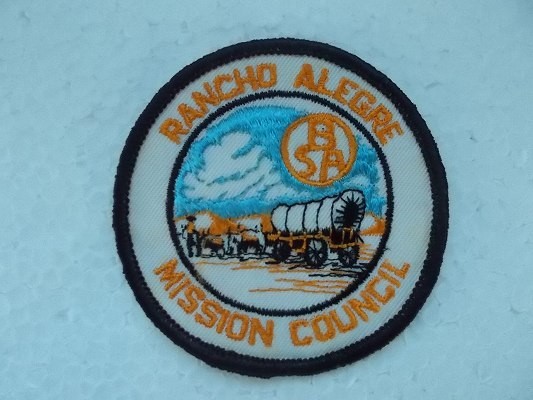 RANCHO ALEGRE
BSA
MISSION COUNCIL